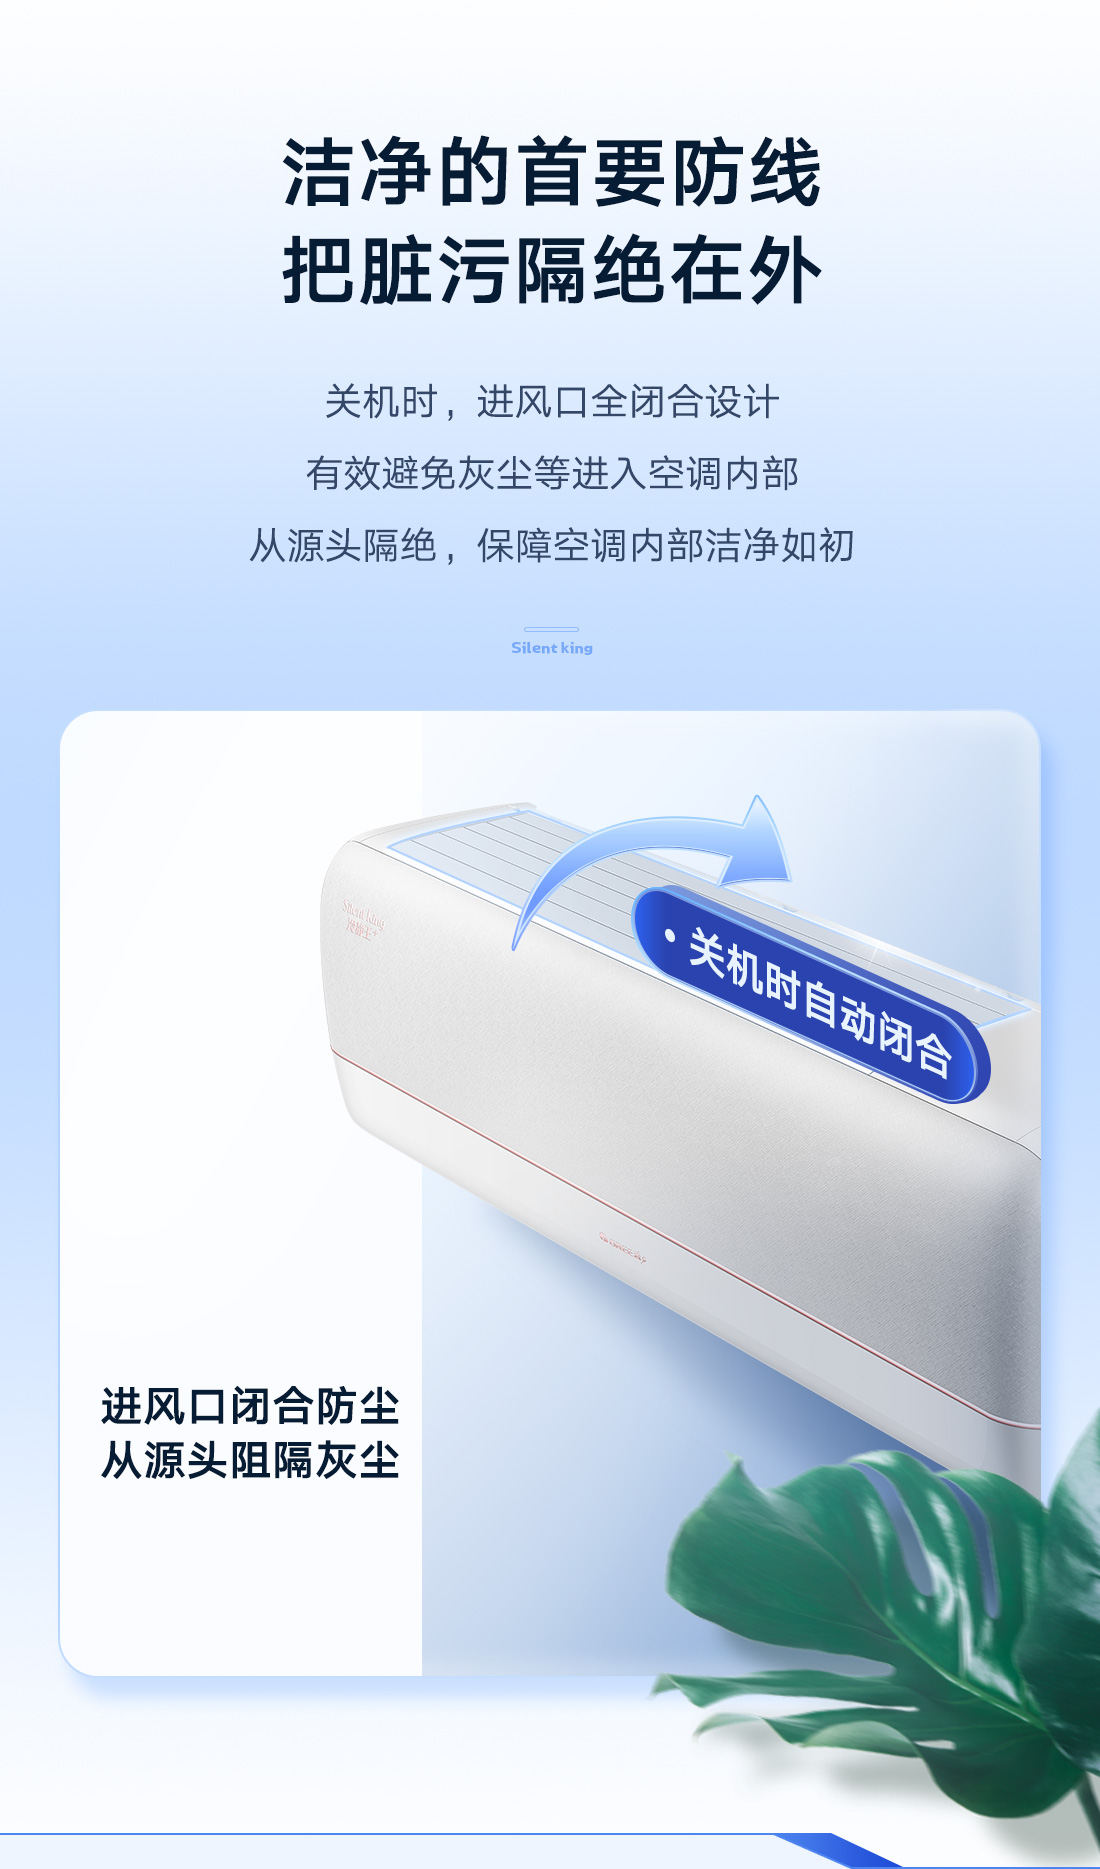 洁净的首要防线
把脏污隔绝在外
关机时，进风口全闭合设计
有效避免灰尘等进入空调内部
从源头隔绝，保障空调内部洁净如初
Silent king
Silent king
关机时自动闭合
进风口闭合防尘
从源头阻隔灰尘